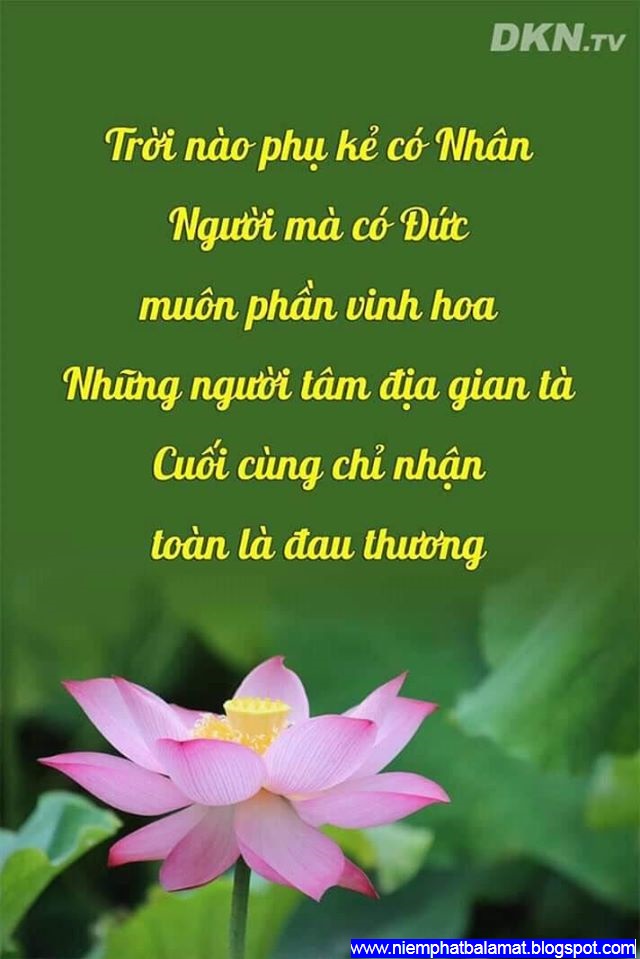 DKN.TV
Trời nào phụ kẻ có Nhân
Người mà có Đức
muôn phần vinh hoa
Những người tâm địa gian tà
Cuối cùng chỉ nhận
toàn là đau thương
www.niemphatbalamat.blogspot.com